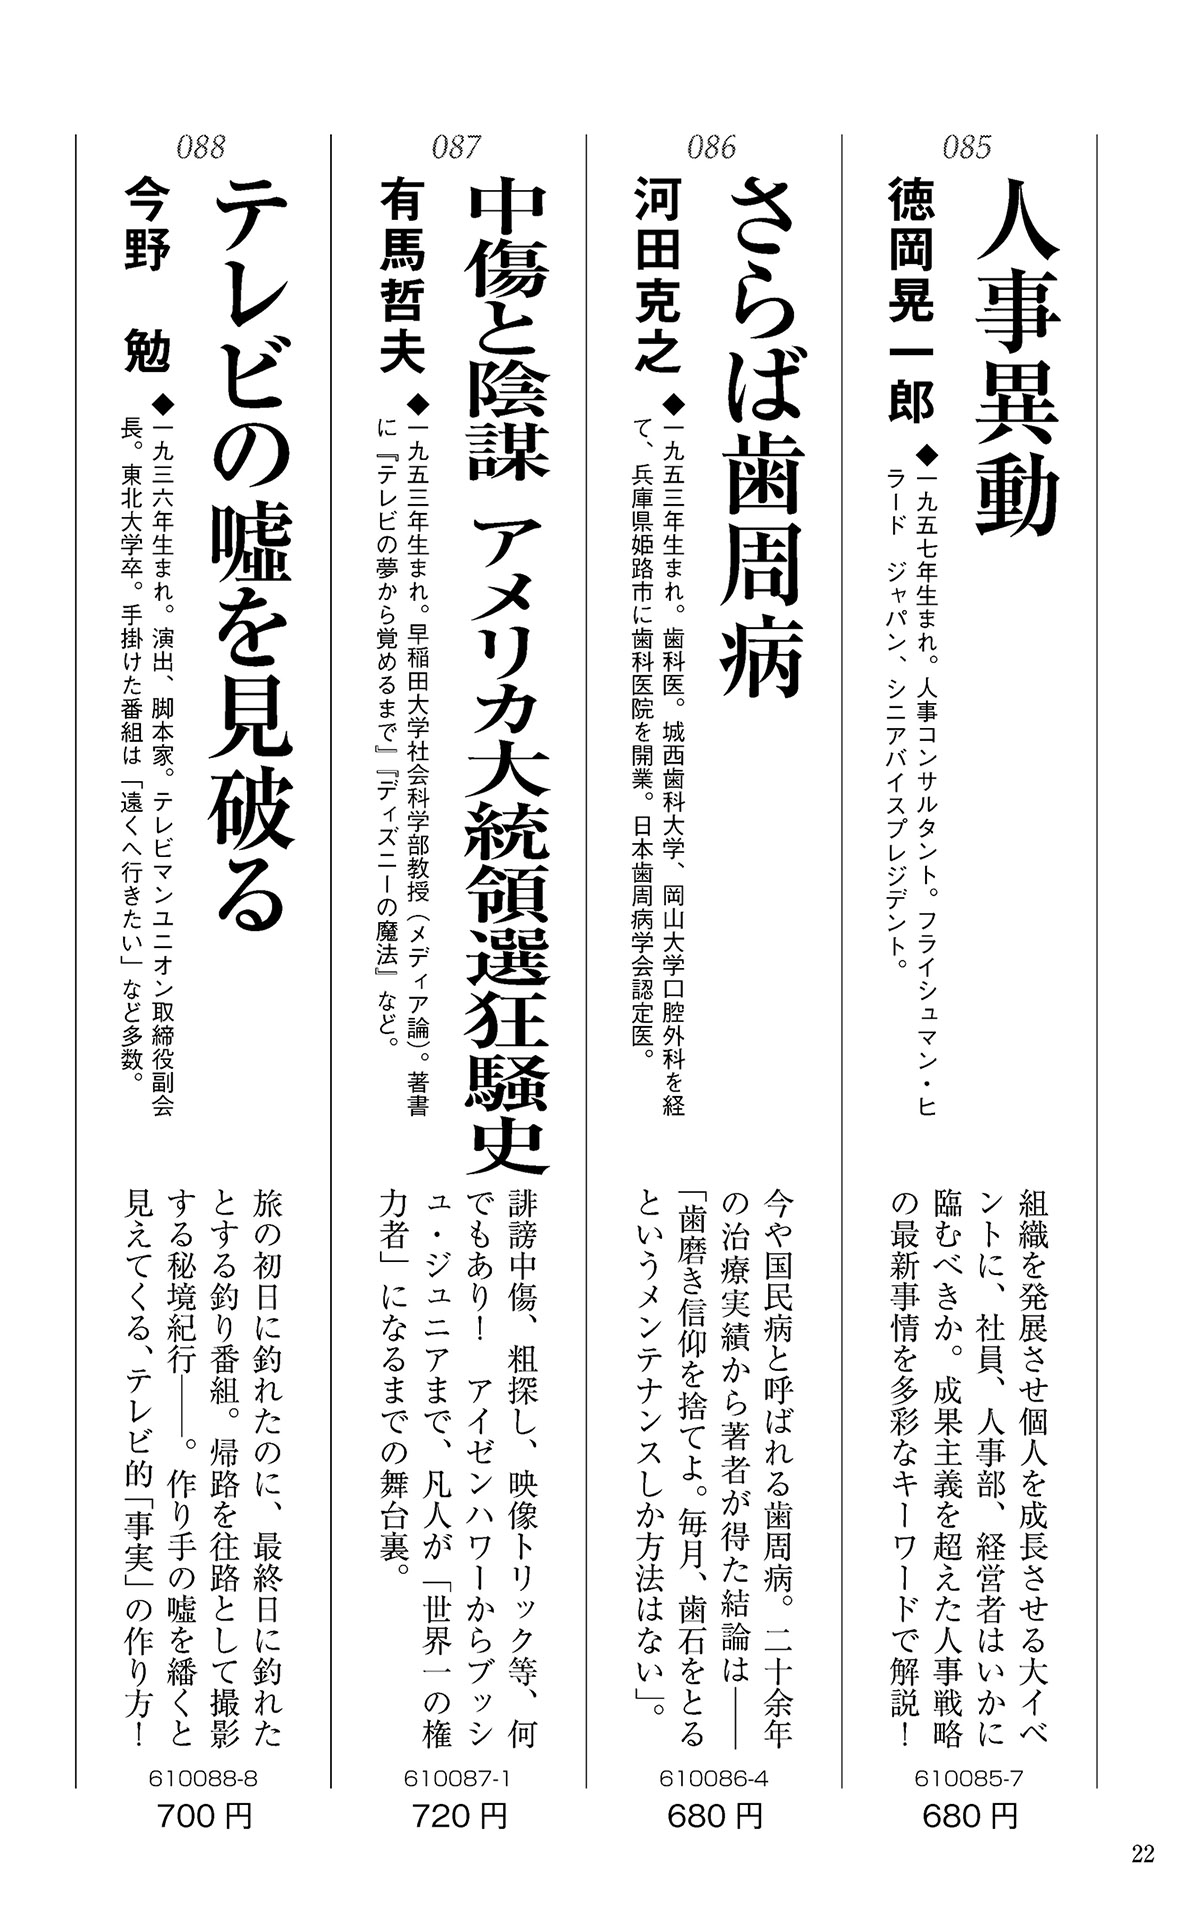 085
人事異動
徳岡晃一郎
◆一九五七年生まれ。人事コンサルタント。フライシュマン・ヒ
ラード ジャパン、シニアバイスプレジデント。
組織を発展させ個人を成長させる大イベ
ントに、社員、人事部、経営者はいかに
臨むべきか。成果主義を超えた人事戦略
の最新事情を多彩なキーワードで解説！
610085-7
680円
086
さらば歯周病
河田克之
◆一九五三年生まれ。歯科医。城西歯科大学、岡山大学口腔外科を経
て、兵庫県姫路市に歯科医院を開業。日本歯周病学会認定医。
今や国民病と呼ばれる歯周病。二十余年
の治療実績から著者が得た結論は――
「歯磨き信仰を捨てよ。毎月、歯石をとる
というメンテナンスしか方法はない」。
610086-4
680円
087
中傷と陰謀 アメリカ大統領選狂騒史
有馬哲夫
◆一九五三年生まれ。早稲田大学社会科学部教授（メディア論）。著書
に『テレビの夢から覚めるまで』『ディズニーの魔法』など。
誹謗中傷、粗探し、映像トリック等、何
でもあり！ アイゼンハワーからブッシ
ュ・ジュニアまで、凡人が「世界一の権
力者」になるまでの舞台裏。
610087-1
720円
088
テレビの嘘を見破る
今野 勉
◆一九三六年生まれ。演出、脚本家。テレビマンユニオン取締役副会
長。東北大学卒。手掛けた番組は「遠くへ行きたい」など多数。
旅の初日に釣れたのに、最終日に釣れた
とする釣り番組。帰路を往路として撮影
する秘境紀行――。作り手の嘘を繙くと
見えてくる、テレビ的「事実」の作り方！
610088-8
700円
22